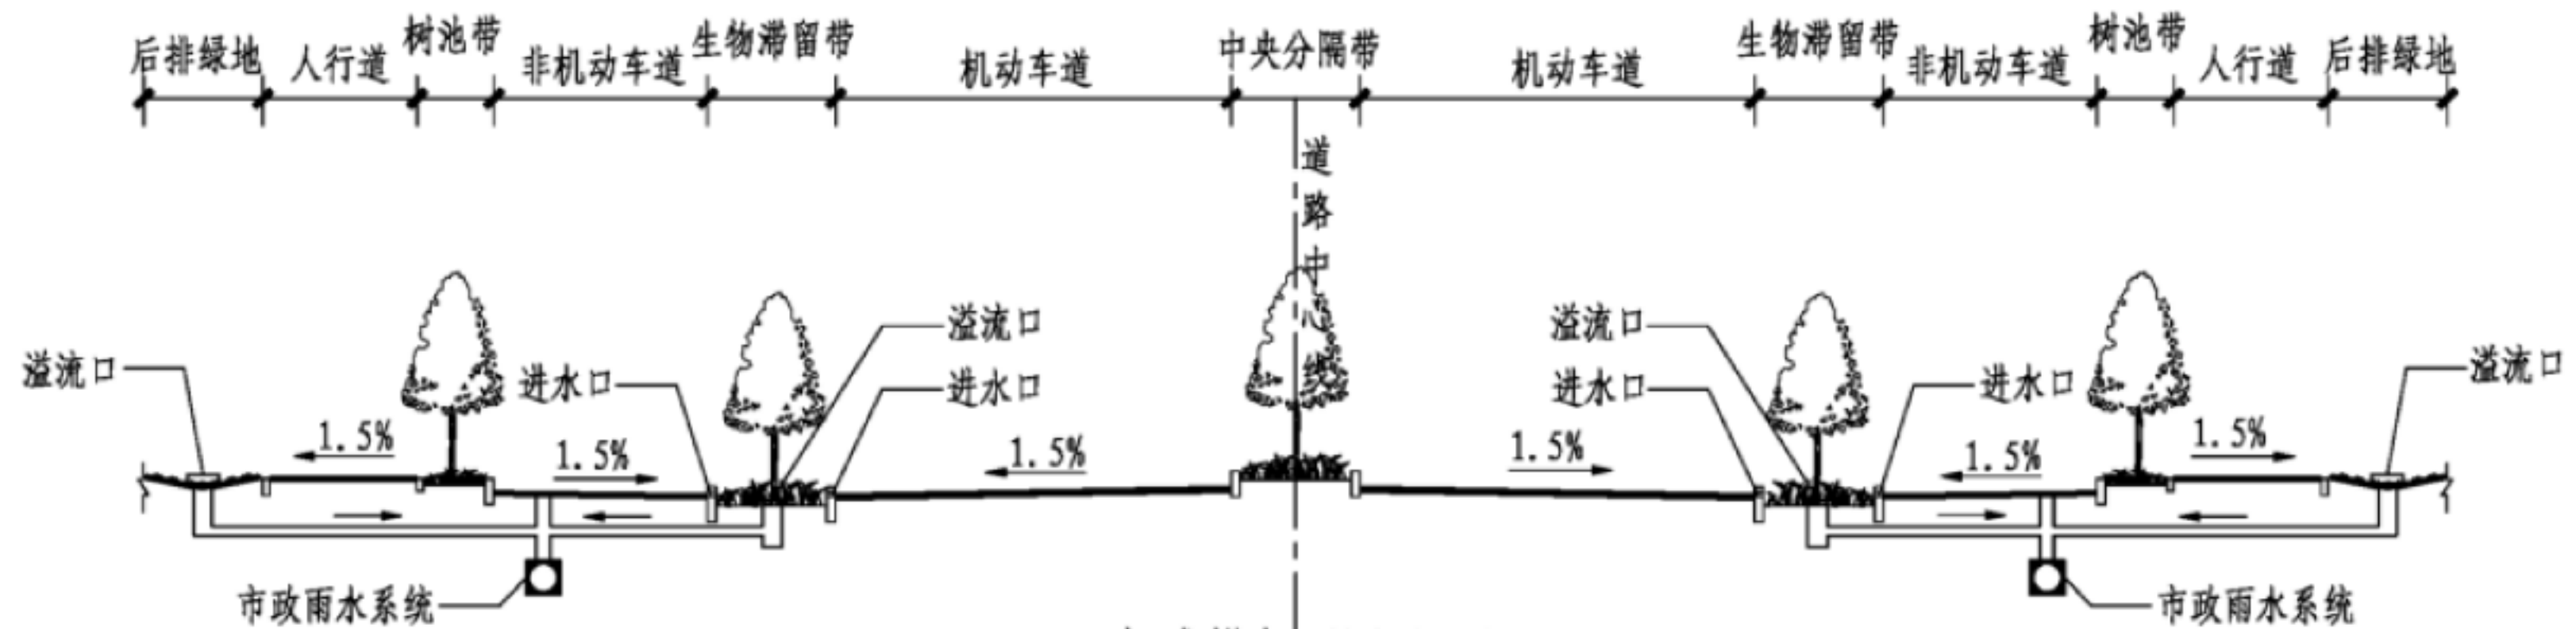 后排绿地 人行道 树池带 非机动车道 生物滞留带 机动车道 中央分隔带 机动车道 生物滞留带 非机动车道 树池带 人行道 后排绿地
道路中心线
溢流口 溢流口
溢流口 进水口 进水口 进水口 进水口 溢流口
1.5% 1.5% 1.5% 1.5% 1.5% 1.5%
市政雨水系统 市政雨水系统